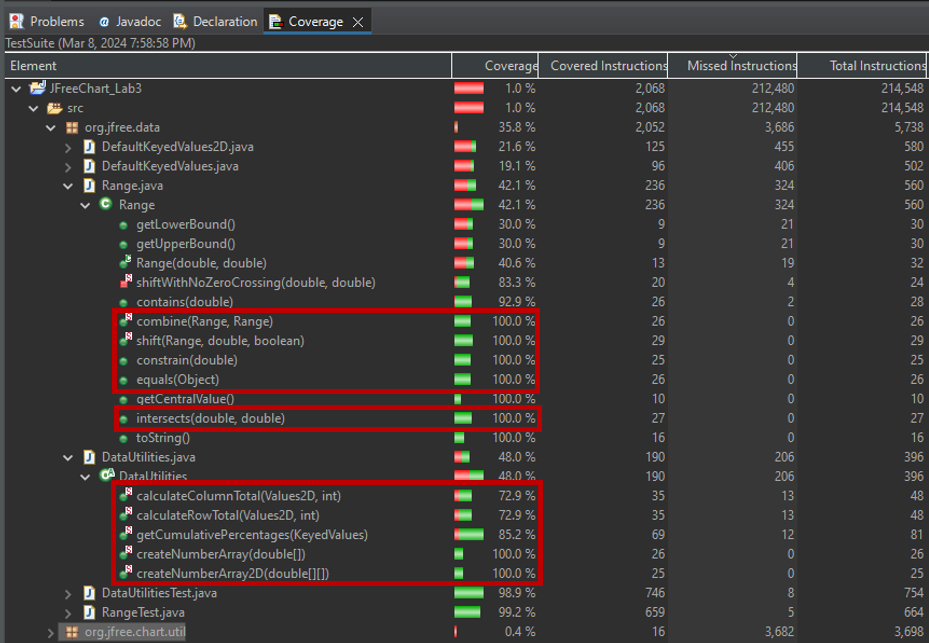 Problems Javadoc Declaration Coverage
TestSuite (Mar 8, 2024 7:58:58 PM)
Element Coverage Covered Instructions Missed Instructions Total Instructions
JFreeChart_Lab3 1.0 % 2,068 212,480 214,548
src 1.0 % 2,068 212,480 214,548
org.jfree.data 35.8 % 2,052 3,686 5,738
DefaultKeyedValues2D.java 21.6 % 125 455 580
DefaultKeyedValues.java 19.1 % 96 406 502
Range.java 42.1 % 236 324 560
Range 42.1 % 236 324 560
getLowerBound() 30.0 % 9 21 30
getUpperBound() 30.0 % 9 21 30
Range(double, double) 40.6 % 13 19 32
shiftWithNoZeroCrossing(double, double) 83.3 % 20 4 24
contains(double) 92.9 % 26 2 28
combine(Range, Range) 100.0 % 26 0 26
shift(Range, double, boolean) 100.0 % 29 0 29
constrain(double) 100.0 % 25 0 25
equals(Object) 100.0 % 26 0 26
getCentralValue() 100.0 % 10 0 10
intersects(double, double) 100.0 % 27 0 27
toString() 100.0 % 16 0 16
DataUtilities.java 48.0 % 190 206 396
DataUtilities 48.0 % 190 206 396
calculateColumnTotal(Values2D, int) 72.9 % 35 13 48
calculateRowTotal(Values2D, int) 72.9 % 35 13 48
getCumulativePercentages(KeyedValues) 85.2 % 69 12 81
createNumberArray(double[]) 100.0 % 26 0 26
createNumberArray2D(double[][]) 100.0 % 25 0 25
DataUtilitiesTest.java 98.9 % 746 8 754
RangeTest.java 99.2 % 659 5 664
org.jfree.chart.util 0.4 % 16 3,682 3,698